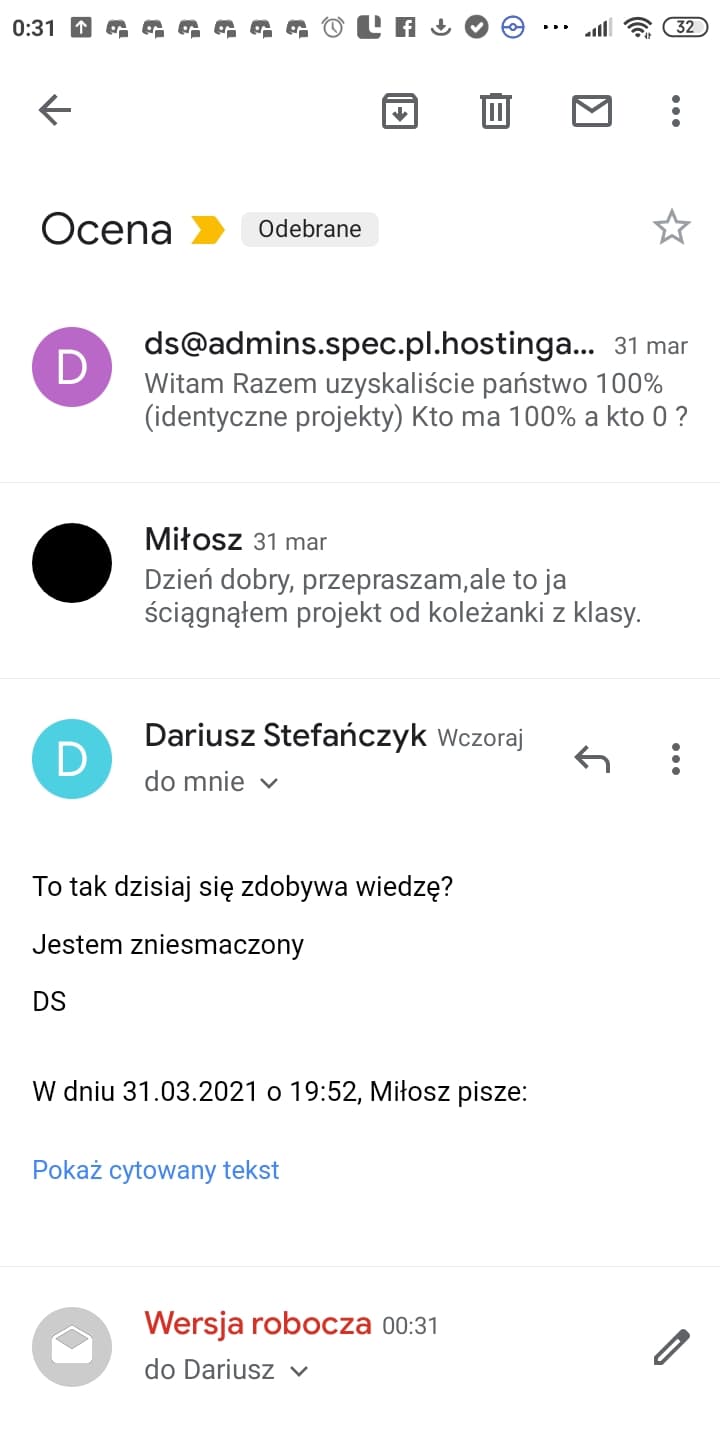 0:31
32
Ocena
Odebrane
D
ds@admins.spec.pl.hostinga... 31 mar
Witam Razem uzyskaliście państwo 100%
(identyczne projekty) Kto ma 100% a kto 0 ?
Miłosz 31 mar
Dzień dobry, przepraszam,ale to ja
ściągnąłem projekt od koleżanki z klasy.
D
Dariusz Stefańczyk Wczoraj
do mnie
To tak dzisiaj się zdobywa wiedzę?
Jestem zniesmaczony
DS
W dniu 31.03.2021 o 19:52, Miłosz pisze:
Pokaż cytowany tekst
Wersja robocza 00:31
do Dariusz